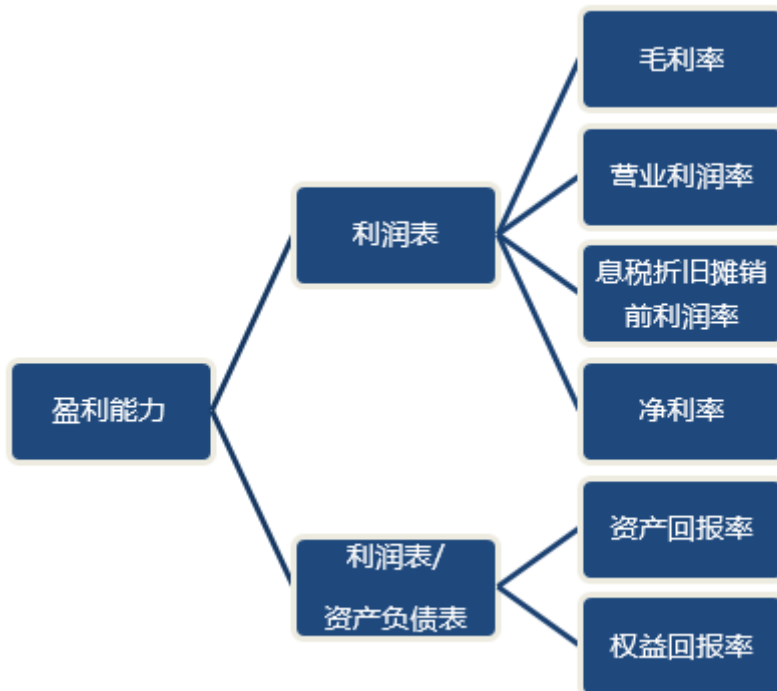 毛利率
营业利润率
利润表
息税折旧摊销
前利润率
盈利能力
净利率
资产回报率
利润表/
资产负债表
权益回报率